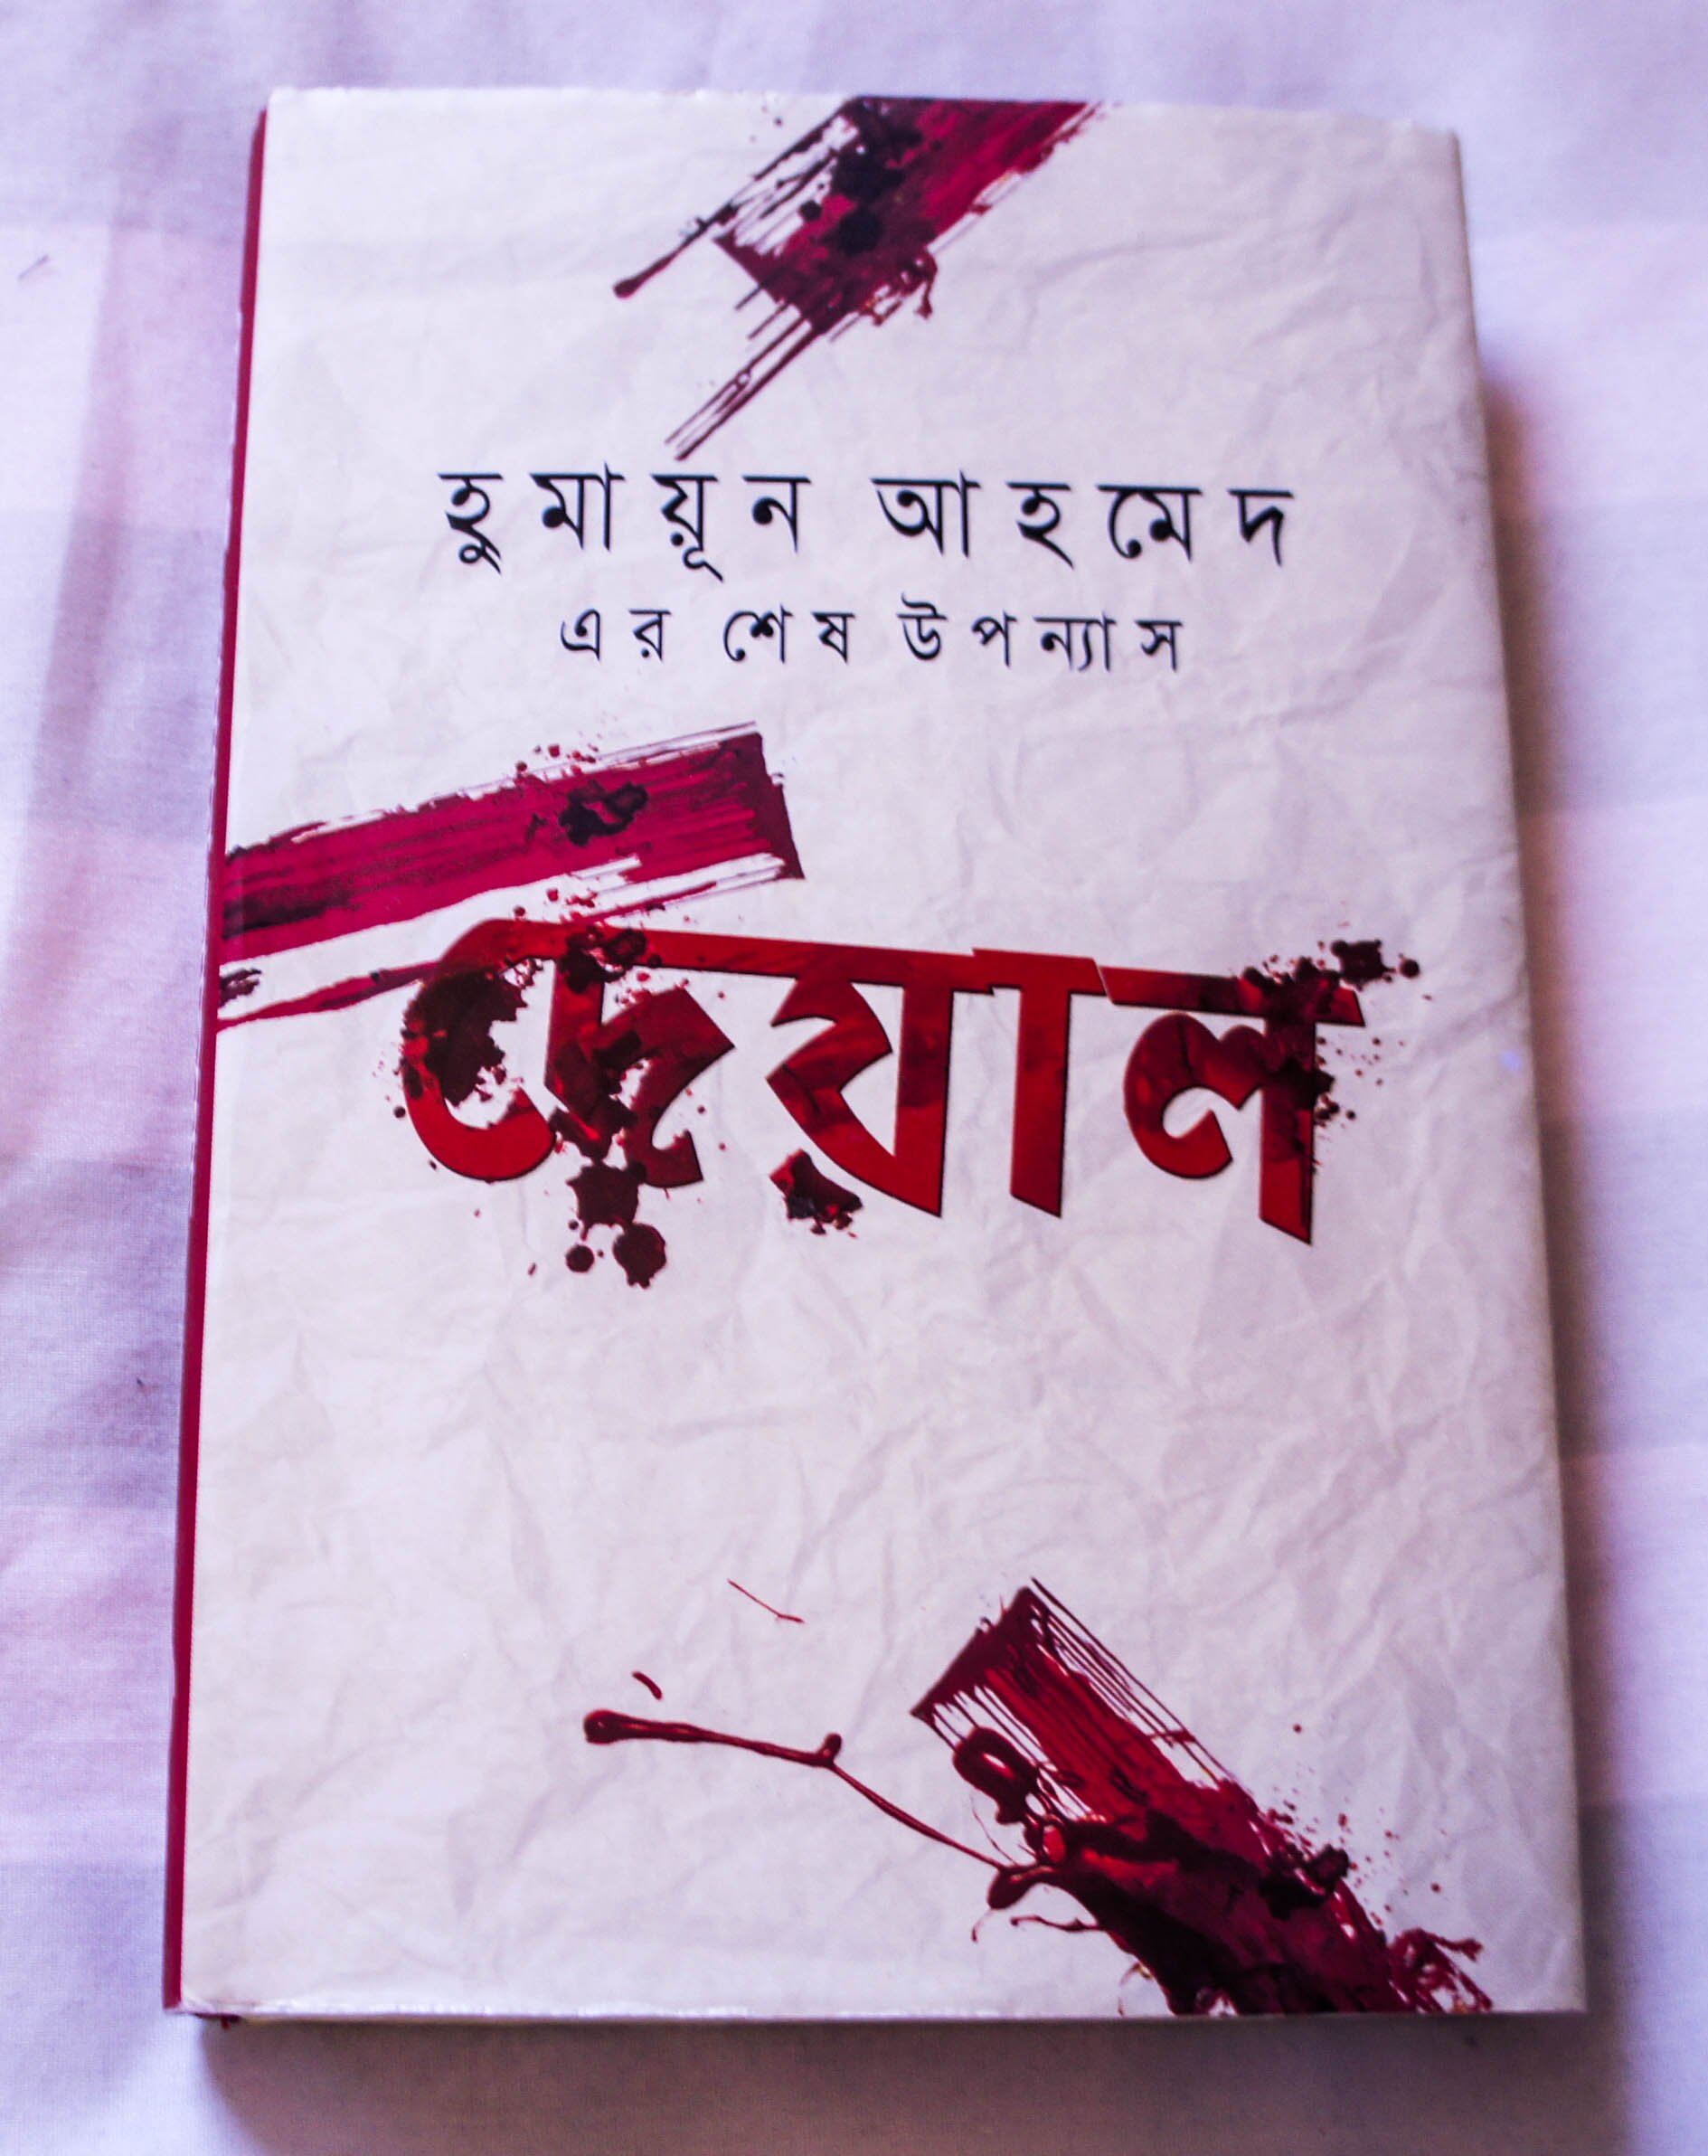 হুমায়ূন আহমেদ
এর শেষ উপন্যাস
দেয়াল